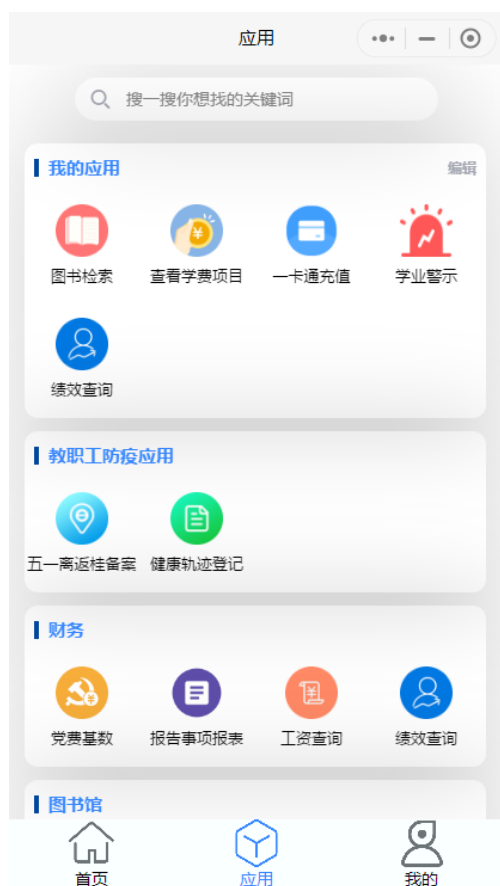 应用
搜一搜你想找的关键词
我的应用
编辑
图书检索
查看学费项目
一卡通充值
学业警示
绩效查询
教职工防疫应用
五一离返桂备案
健康轨迹登记
财务
党费基数
报告事项报表
工资查询
绩效查询
图书馆
首页
应用
我的